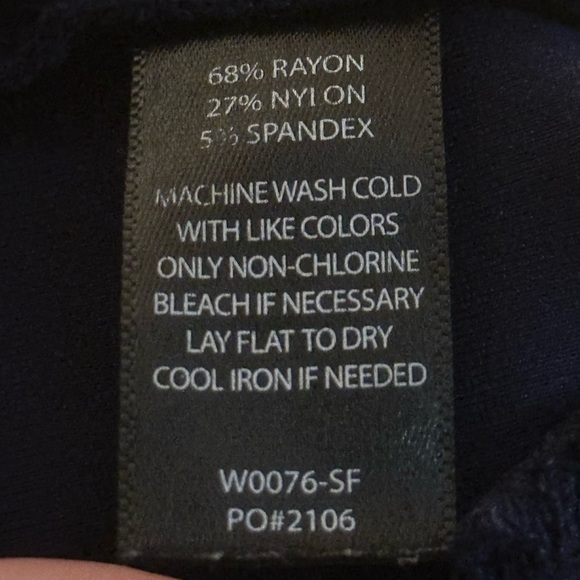 68% RAYON
27% NYLON
5% SPANDEX
MACHINE WASH COLD
WITH LIKE COLORS
ONLY NON-CHLORINE
BLEACH IF NECESSARY
LAY FLAT TO DRY
COOL IRON IF NEEDED
W0076-SF
PO#2106